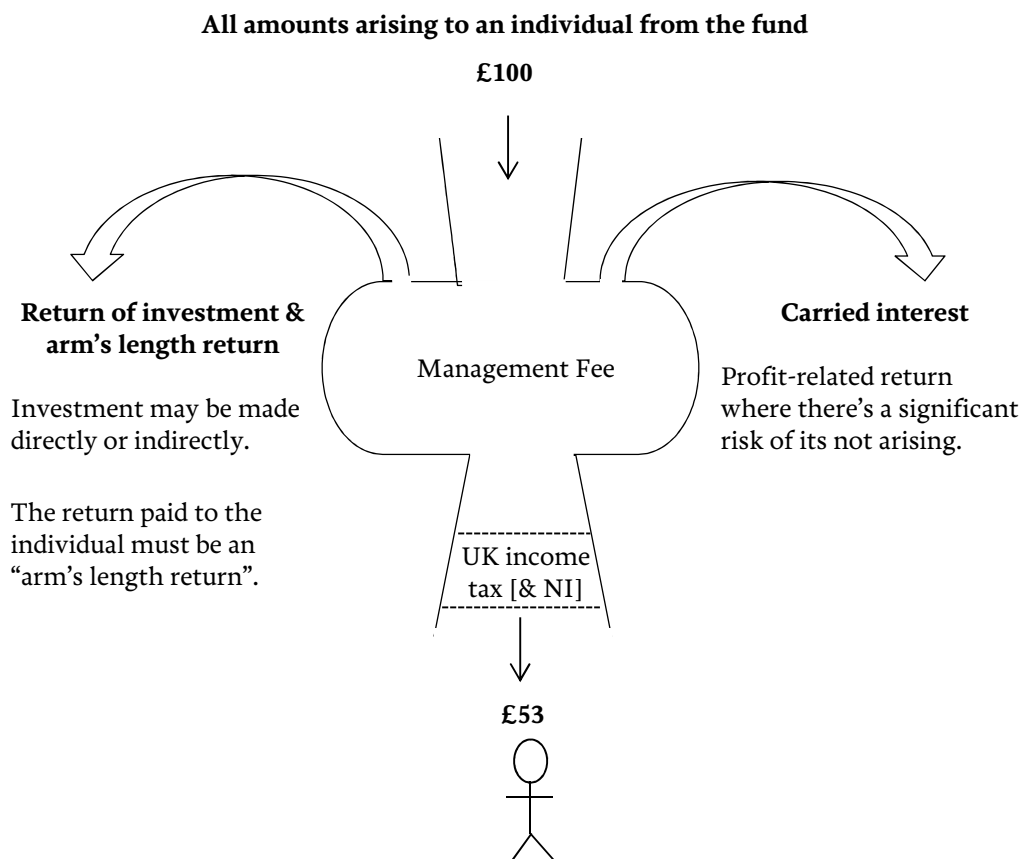 All amounts arising to an individual from the fund
£100
Return of investment &
arm’s length return
Investment may be made
directly or indirectly.
The return paid to the
individual must be an
“arm’s length return”.
Management Fee
Carried interest
Profit-related return
where there’s a significant
risk of its not arising.
UK income
tax [& NI]
£53